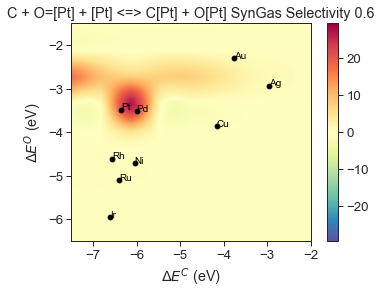 C + O=[Pt] + [Pt] <=> C[Pt] + O[Pt] SynGas Selectivity 0.6
Au
Ag
Pt
Pd
Cu
Rh
Ni
Ru
Ir
−2
−3
−4
−5
−6
ΔE^O (eV)
−7 −6 −5 −4 −3 −2
ΔE^C (eV)
20
10
0
−10
−20